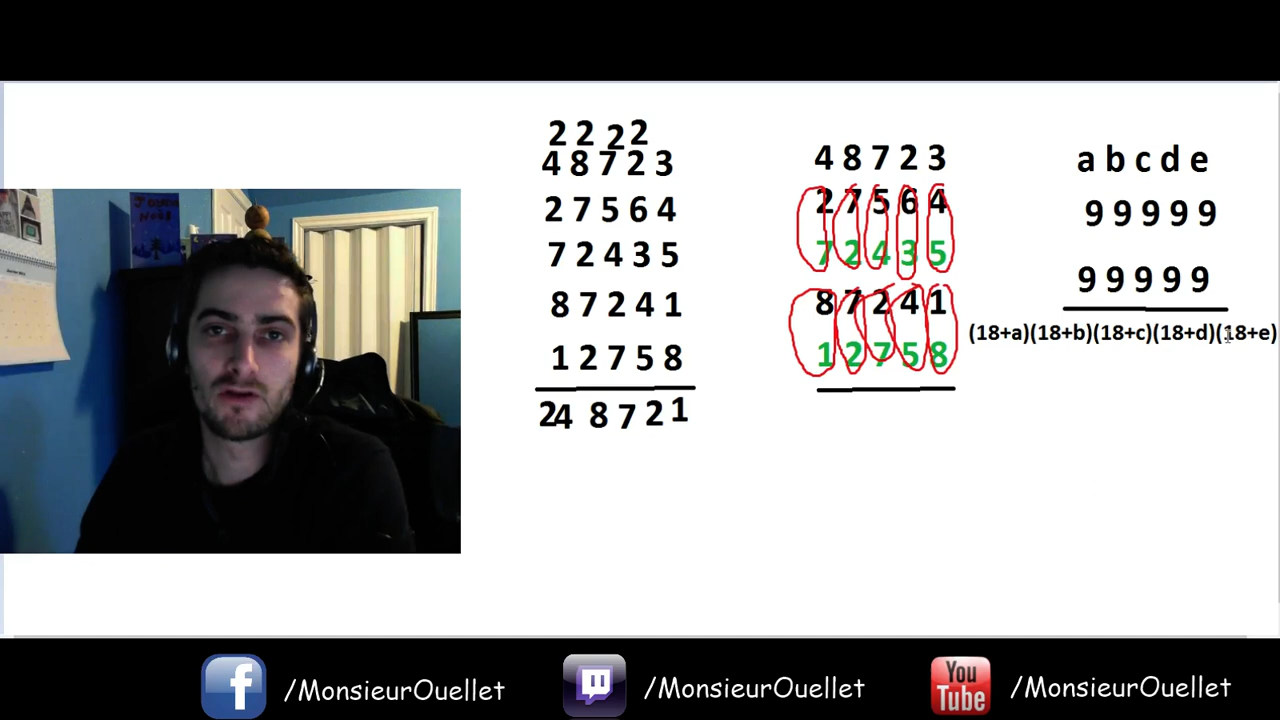 2 2 2 2
4 8 7 2 3
2 7 5 6 4
7 2 4 3 5
8 7 2 4 1
1 2 7 5 8
24 8 7 2 1
4 8 7 2 3
2 7 5 6 4
7 2 4 3 5
8 7 2 4 1
1 2 7 5 8
a b c d e
9 9 9 9 9
9 9 9 9 9
(18+a)(18+b)(18+c)(18+d)(18+e)
/MonsieurOuellet
/MonsieurOuellet
You Tube /MonsieurOuellet